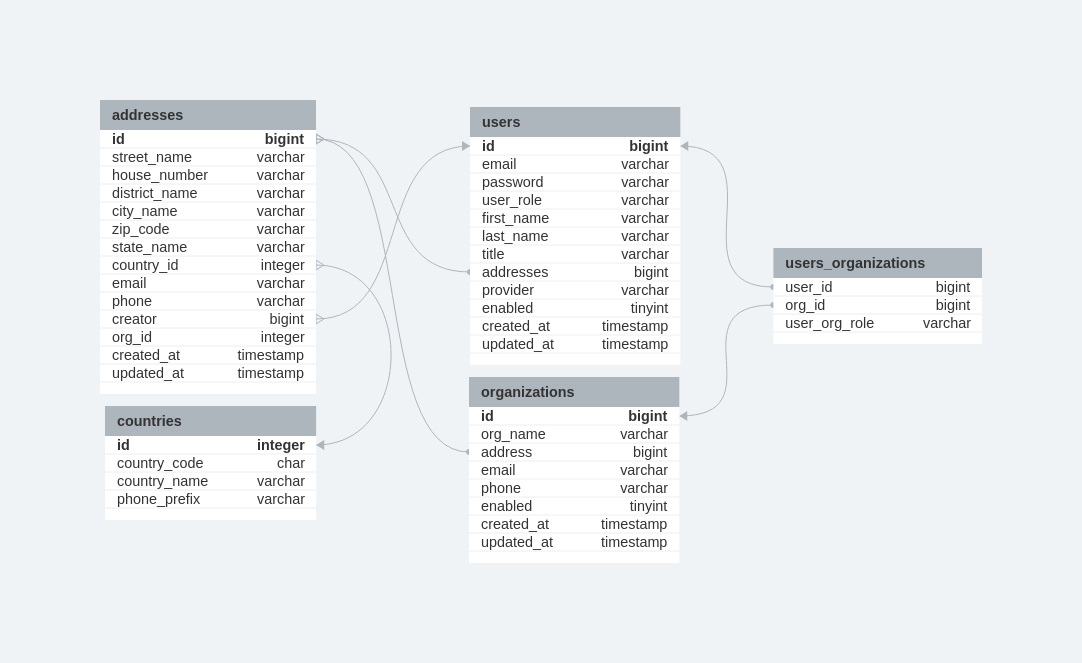 addresses
id bigint
street_name varchar
house_number varchar
district_name varchar
city_name varchar
zip_code varchar
state_name varchar
country_id integer
email varchar
phone varchar
creator bigint
org_id integer
created_at timestamp
updated_at timestamp
countries
id integer
country_code char
country_name varchar
phone_prefix varchar
users
id bigint
email varchar
password varchar
user_role varchar
first_name varchar
last_name varchar
title varchar
addresses bigint
provider varchar
enabled tinyint
created_at timestamp
updated_at timestamp
organizations
id bigint
org_name varchar
address bigint
email varchar
phone varchar
enabled tinyint
created_at timestamp
updated_at timestamp
users_organizations
user_id bigint
org_id bigint
user_org_role varchar